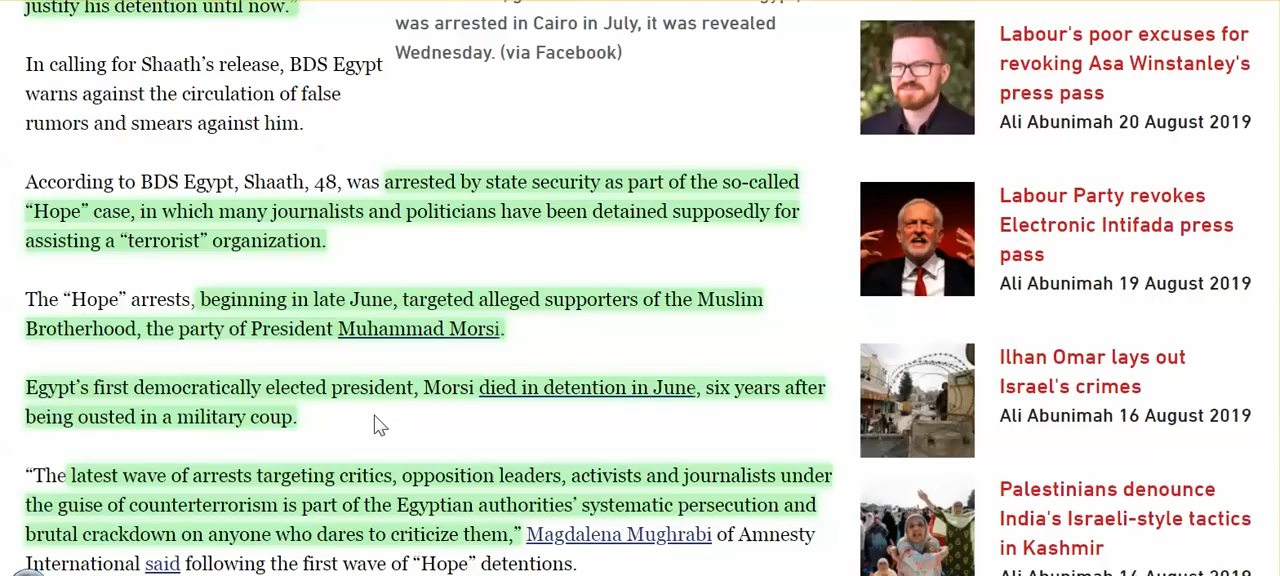 justify his detention until now.”
was arrested in Cairo in July, it was revealed
Wednesday. (via Facebook)
In calling for Shaath’s release, BDS Egypt
warns against the circulation of false
rumors and smears against him.
According to BDS Egypt, Shaath, 48, was arrested by state security as part of the so-called
“Hope” case, in which many journalists and politicians have been detained supposedly for
assisting a “terrorist” organization.
The “Hope” arrests, beginning in late June, targeted alleged supporters of the Muslim
Brotherhood, the party of President Muhammad Morsi.
Egypt’s first democratically elected president, Morsi died in detention in June, six years after
being ousted in a military coup.
“The latest wave of arrests targeting critics, opposition leaders, activists and journalists under
the guise of counterterrorism is part of the Egyptian authorities’ systematic persecution and
brutal crackdown on anyone who dares to criticize them,” Magdalena Mughrabi of Amnesty
International said following the first wave of “Hope” detentions.
Labour's poor excuses for
revoking Asa Winstanley's
press pass
Ali Abunimah 20 August 2019
Labour Party revokes
Electronic Intifada press
pass
Ali Abunimah 19 August 2019
Ilhan Omar lays out
Israel's crimes
Ali Abunimah 16 August 2019
Palestinians denounce
India's Israeli-style tactics
in Kashmir
Ali Abunimah 14 August 2019